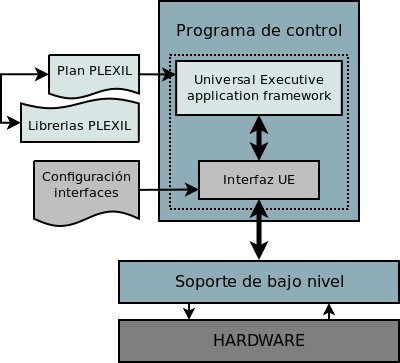 Programa de control
Plan PLEXIL
Universal Executive
application framework
Librerias PLEXIL
Configuración
interfaces
Interfaz UE
Soporte de bajo nivel
HARDWARE